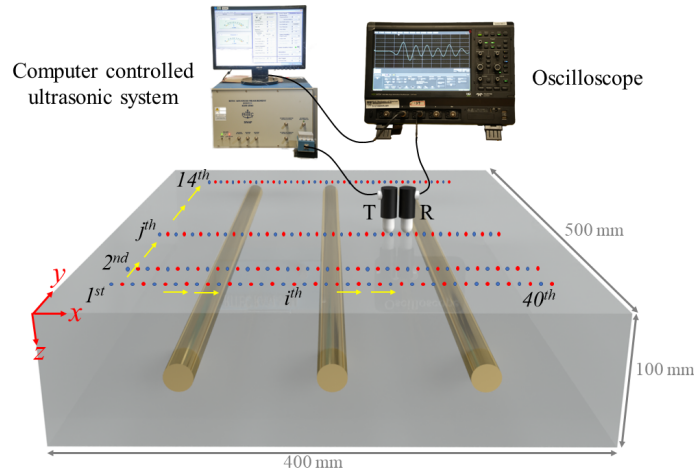 Computer controlled
ultrasonic system
Oscilloscope
14th
T
R
jth
2nd
1st
ith
40th
500 mm
y
x
z
100 mm
400 mm